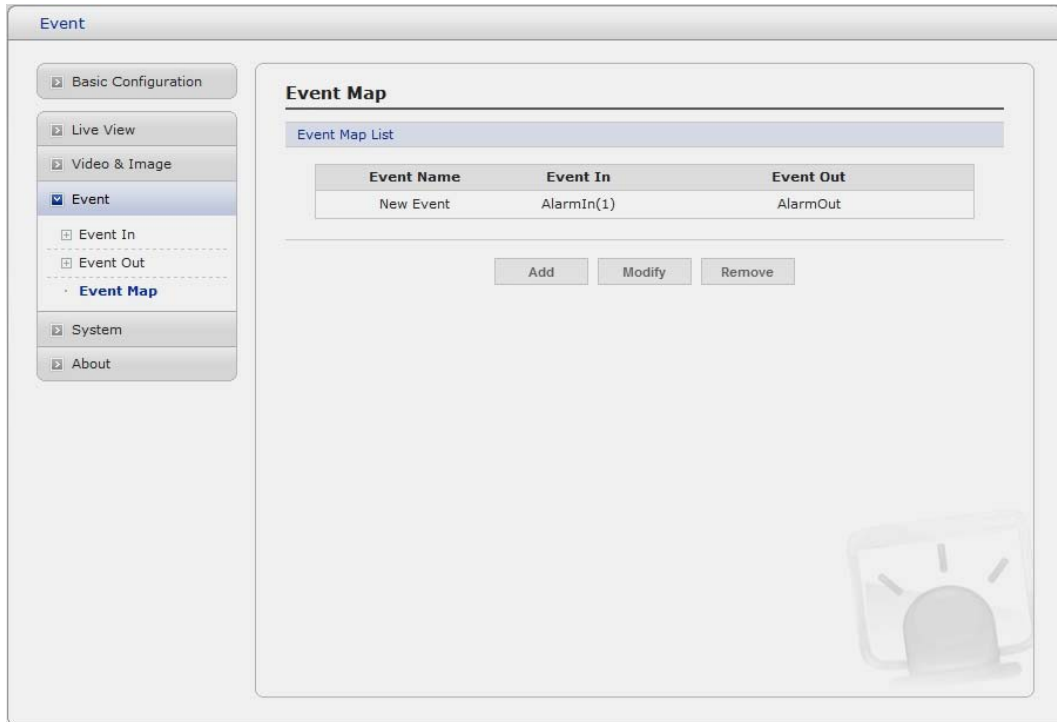 Event
Basic Configuration
Live View
Video & Image
Event
Event In
Event Out
Event Map
System
About
Event Map
Event Map List
Event Name Event In Event Out
New Event AlarmIn(1) AlarmOut
Add Modify Remove